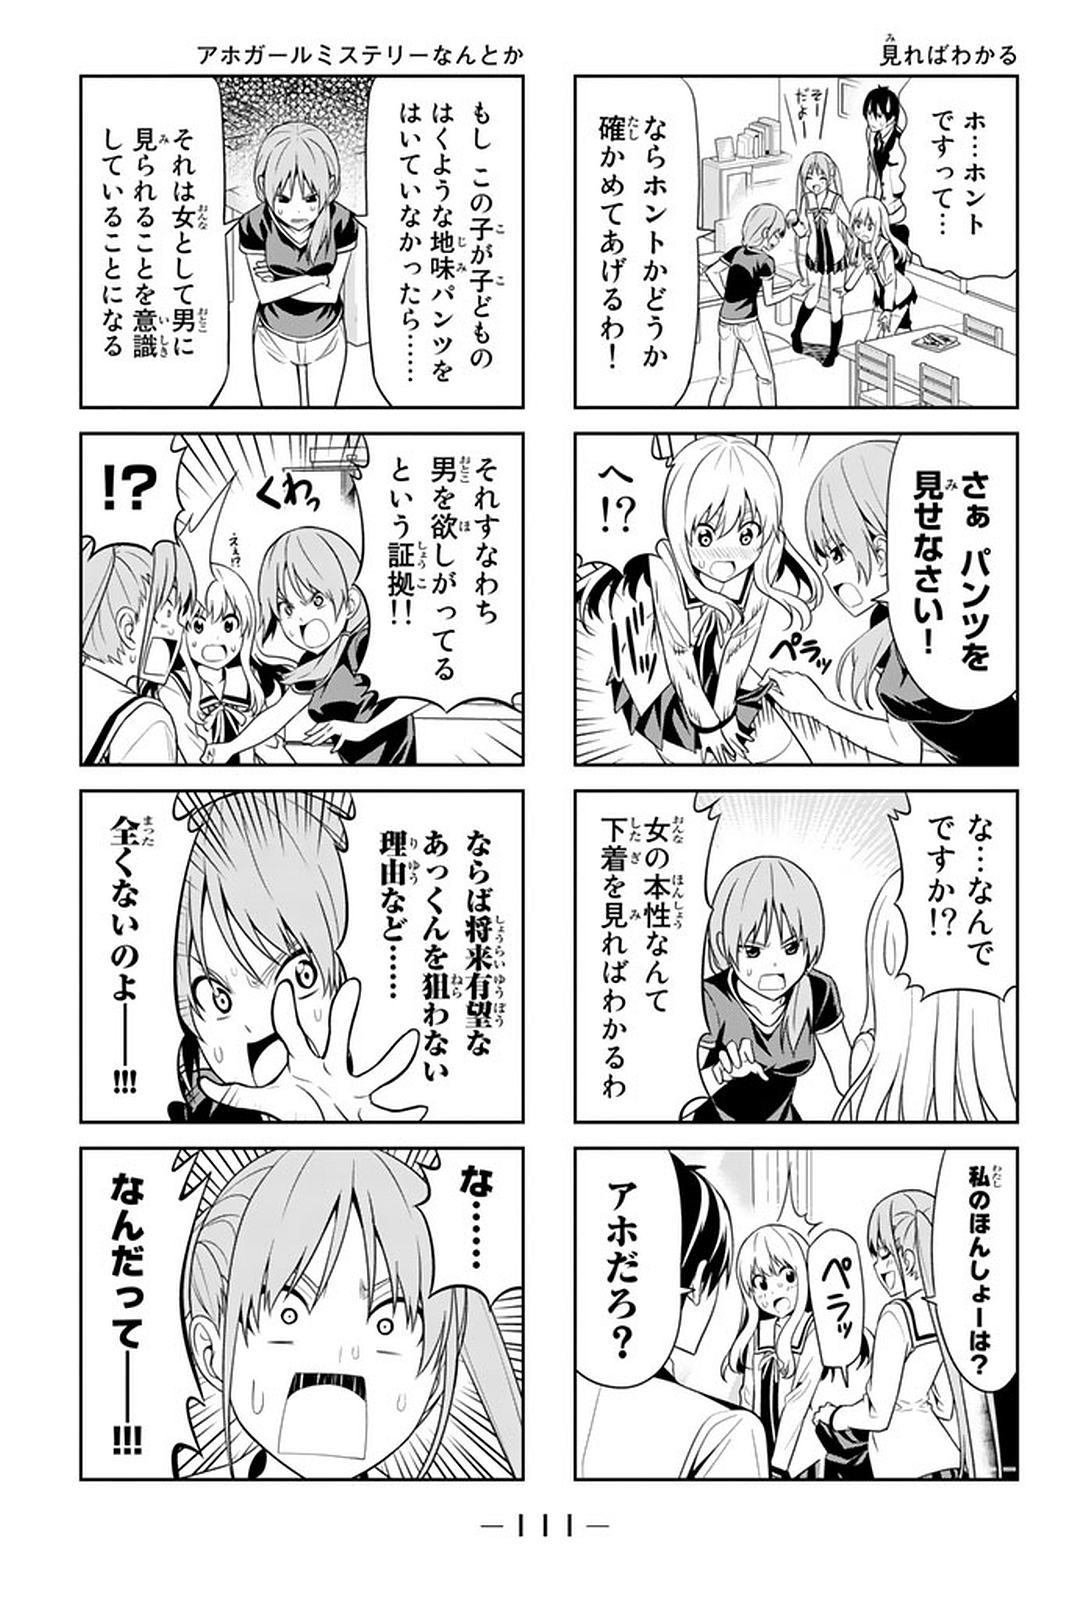 見ればわかる
ホ…ホント
ですって…
そー
だよー
ならホントかどうか
確かめてあげるわ！
さぁ パンツを
見せなさい！
へ!?
ペラッ
な…なんで
ですか!?
女の本性なんて
下着を見ればわかるわ
私のほんしょーは？
ペラッ
アホだろ？
アホガールミステリーなんとか
もし この子が子どもの
はくような地味パンツを
はいていなかったら……
それは女として男に
見られることを意識
していることになる
それすなわち
男を欲しがってる
という証拠!!
くわっ
えぇ!?
!?
ならば将来有望な
あっくんを狙わない
理由など……
全くないのよ――!!!
な……
なんだって――!!!
―111―